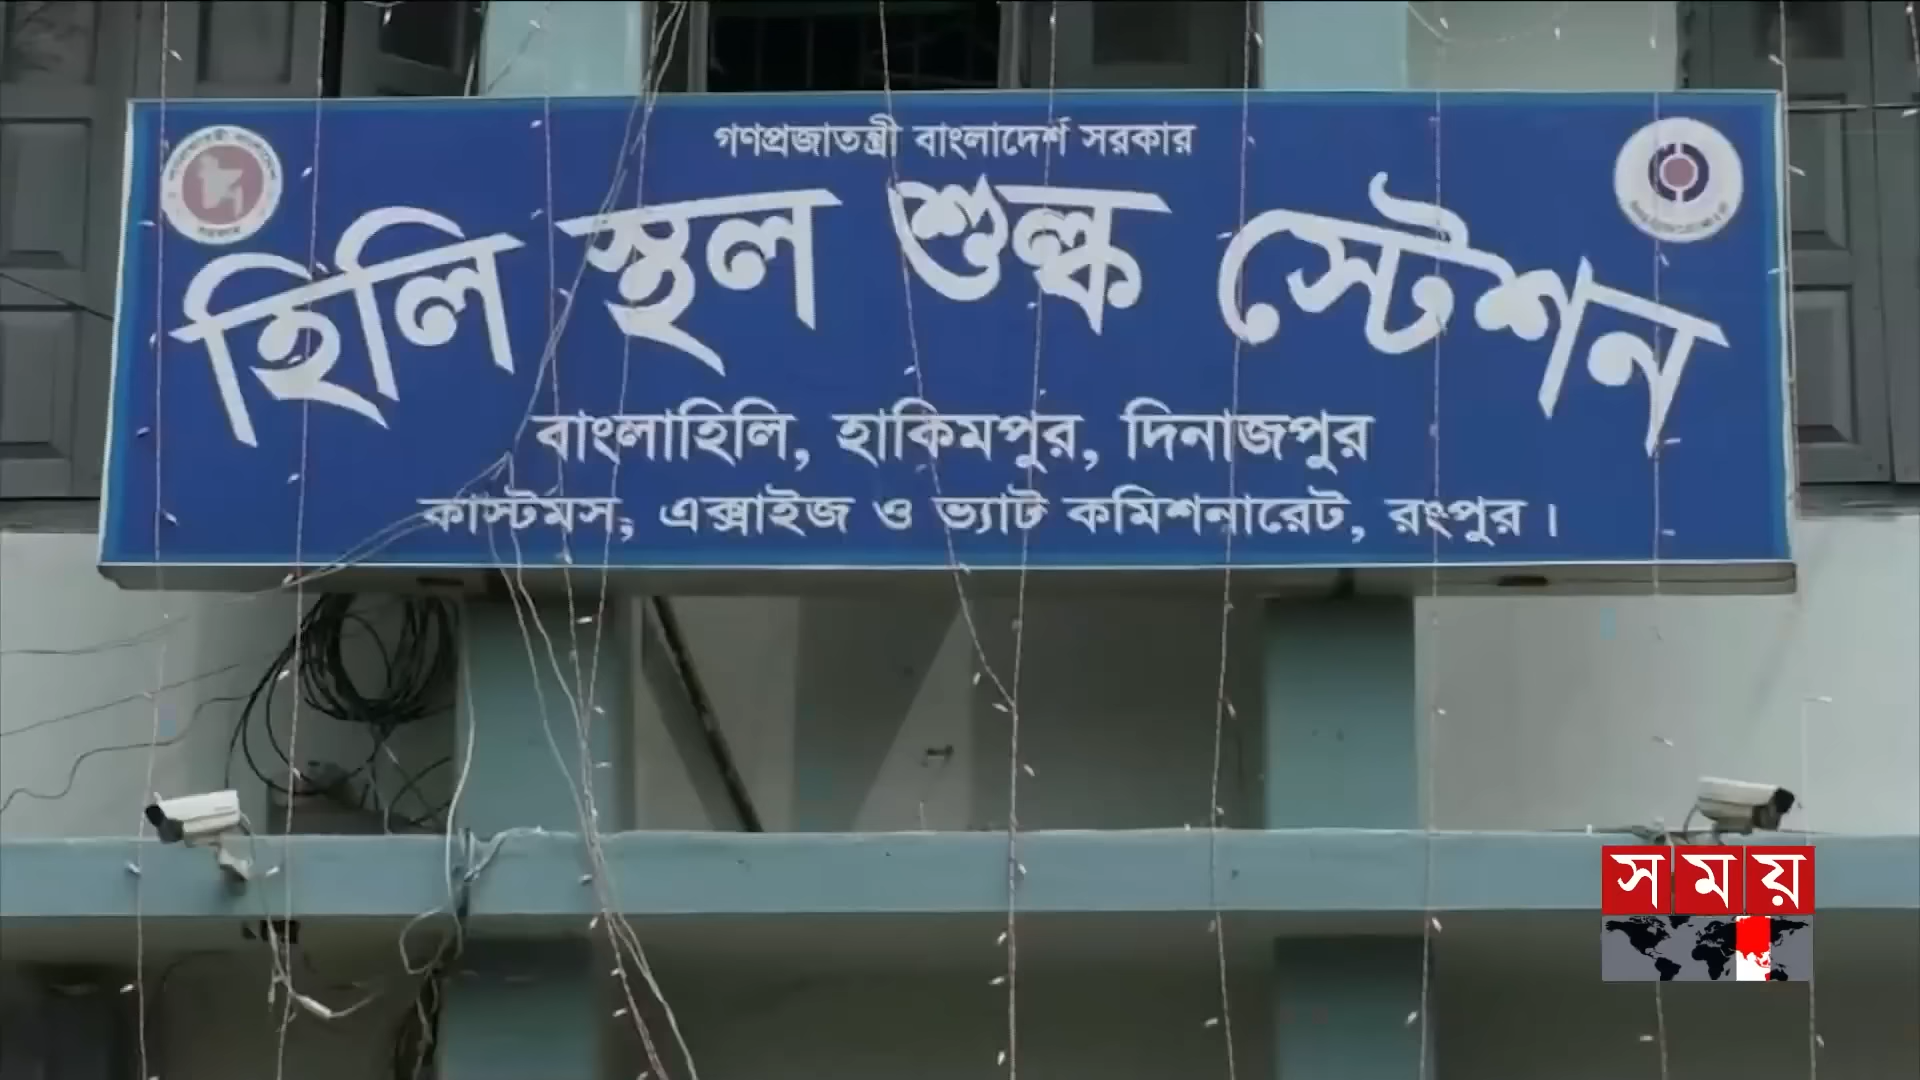 গণপ্রজাতন্ত্রী বাংলাদেশ সরকার
হিলি স্থল শুল্ক স্টেশন
বাংলাহিলি, হাকিমপুর, দিনাজপুর
কাস্টমস, এক্সাইজ ও ভ্যাট কমিশনারেট, রংপুর।
সময়